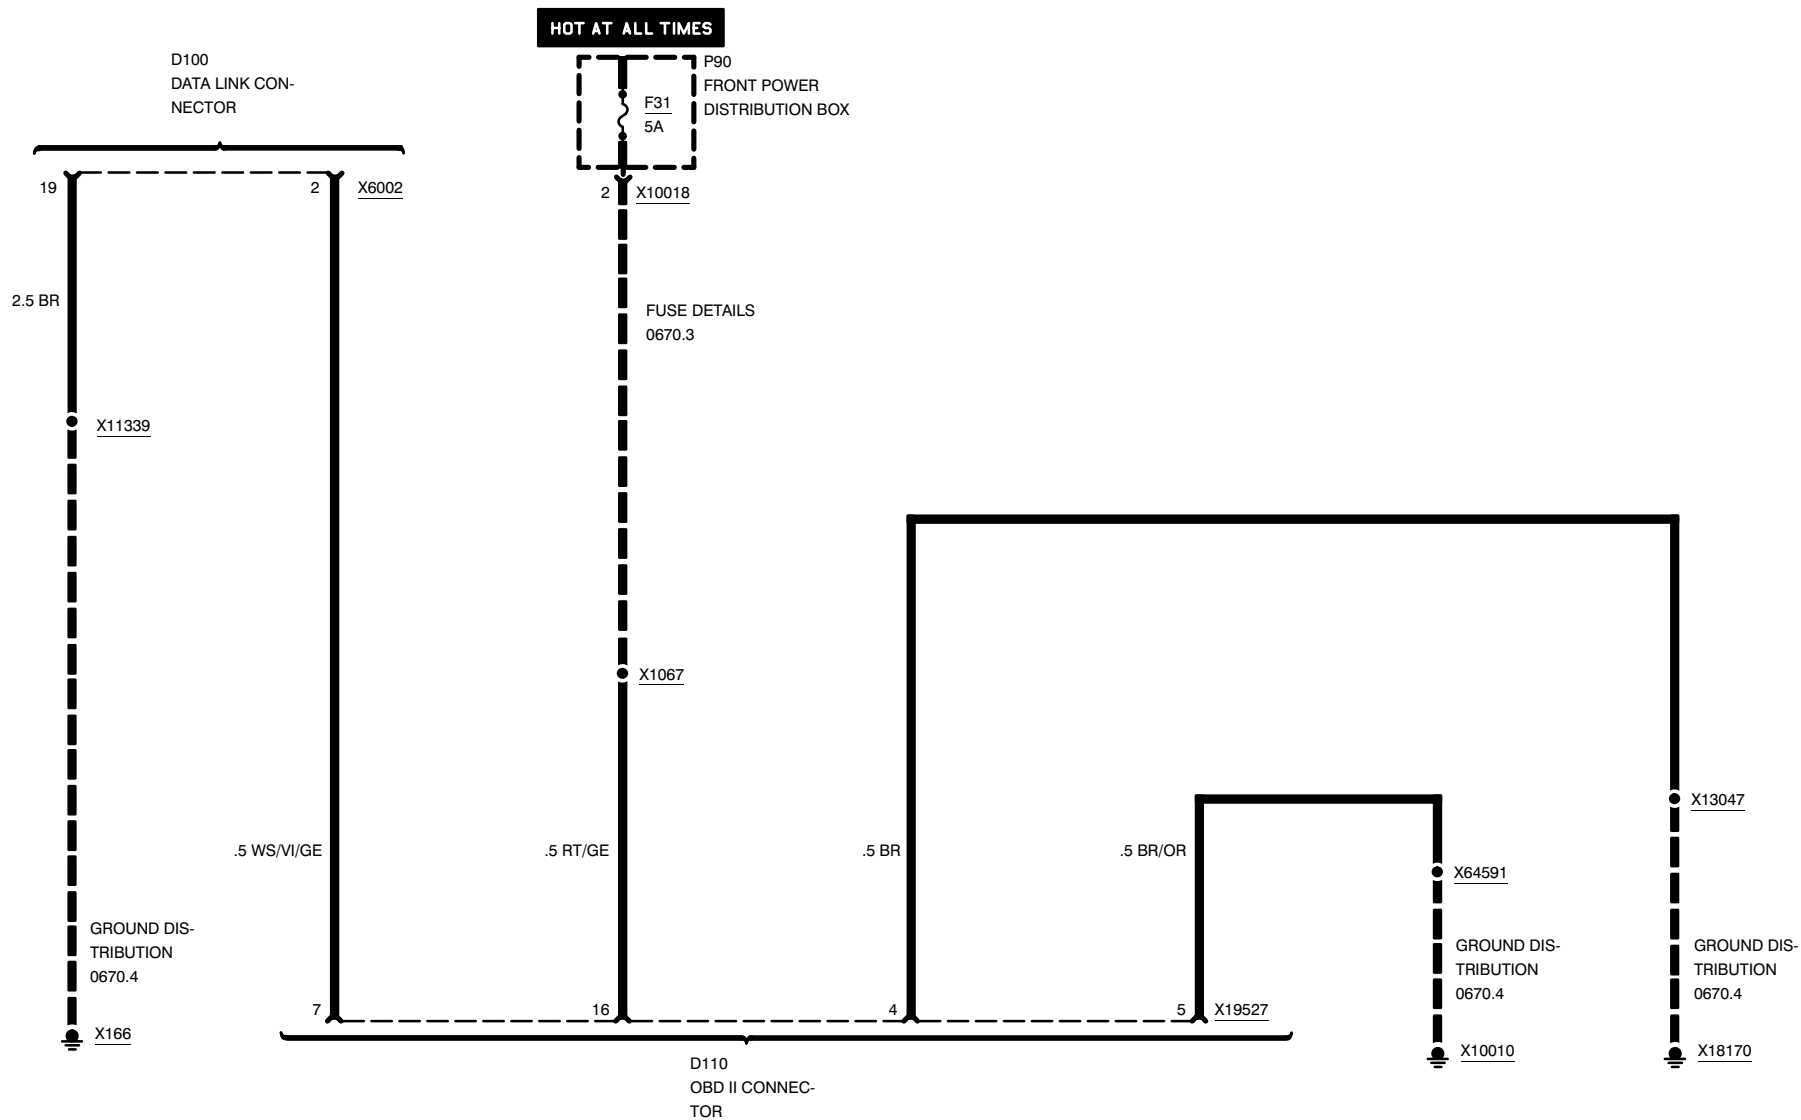 HOT AT ALL TIMES
D100
DATA LINK CON-
NECTOR
P90
FRONT POWER
DISTRIBUTION BOX
F31
5A
19
2
X6002
2
X10018
2.5 BR
FUSE DETAILS
0670.3
X11339
X1067
X13047
.5 WS/VI/GE
.5 RT/GE
.5 BR
.5 BR/OR
X64591
GROUND DIS-
TRIBUTION
0670.4
GROUND DIS-
TRIBUTION
0670.4
GROUND DIS-
TRIBUTION
0670.4
7
16
4
5
X19527
X166
X10010
X18170
D110
OBD II CONNEC-
TOR